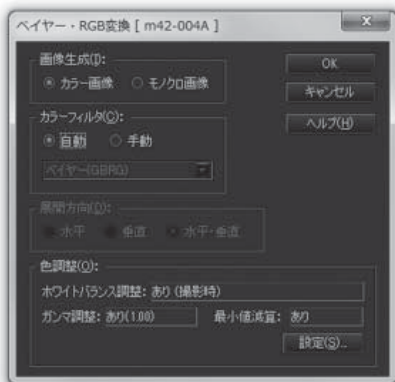 ベイヤー・RGB変換 [ m42-004A ]
画像生成(I):
カラー画像 モノクロ画像
OK
キャンセル
ヘルプ(H)
カラーフィルタ(C):
自動 手動
ベイヤー(GBRG)
展開方向(D):
水平 垂直 水平・垂直
色調整(O):
ホワイトバランス調整: あり (撮影時)
ガンマ調整: あり(1.00) 最小値減算: あり
設定(S)...